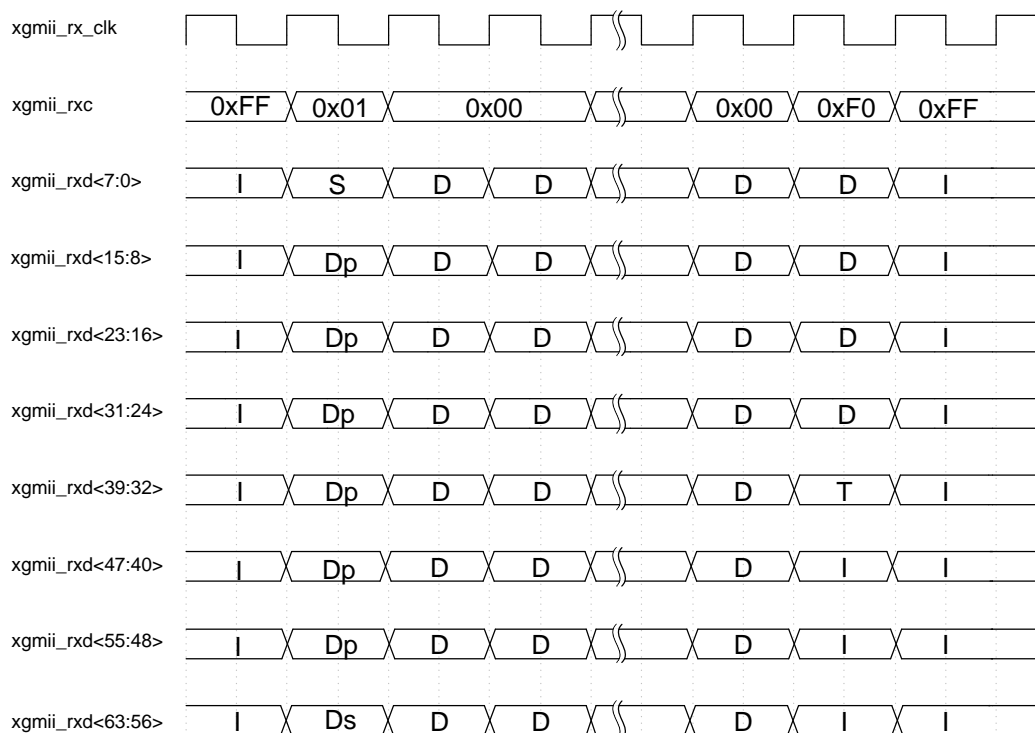 xgmii_rx_clk
xgmii_rxc 0xFF 0x01 0x00 0x00 0xF0 0xFF
xgmii_rxd<7:0> I S D D D D I
xgmii_rxd<15:8> I Dp D D D D I
xgmii_rxd<23:16> I Dp D D D D I
xgmii_rxd<31:24> I Dp D D D D I
xgmii_rxd<39:32> I Dp D D D T I
xgmii_rxd<47:40> I Dp D D D I I
xgmii_rxd<55:48> I Dp D D D I I
xgmii_rxd<63:56> I Ds D D D I I